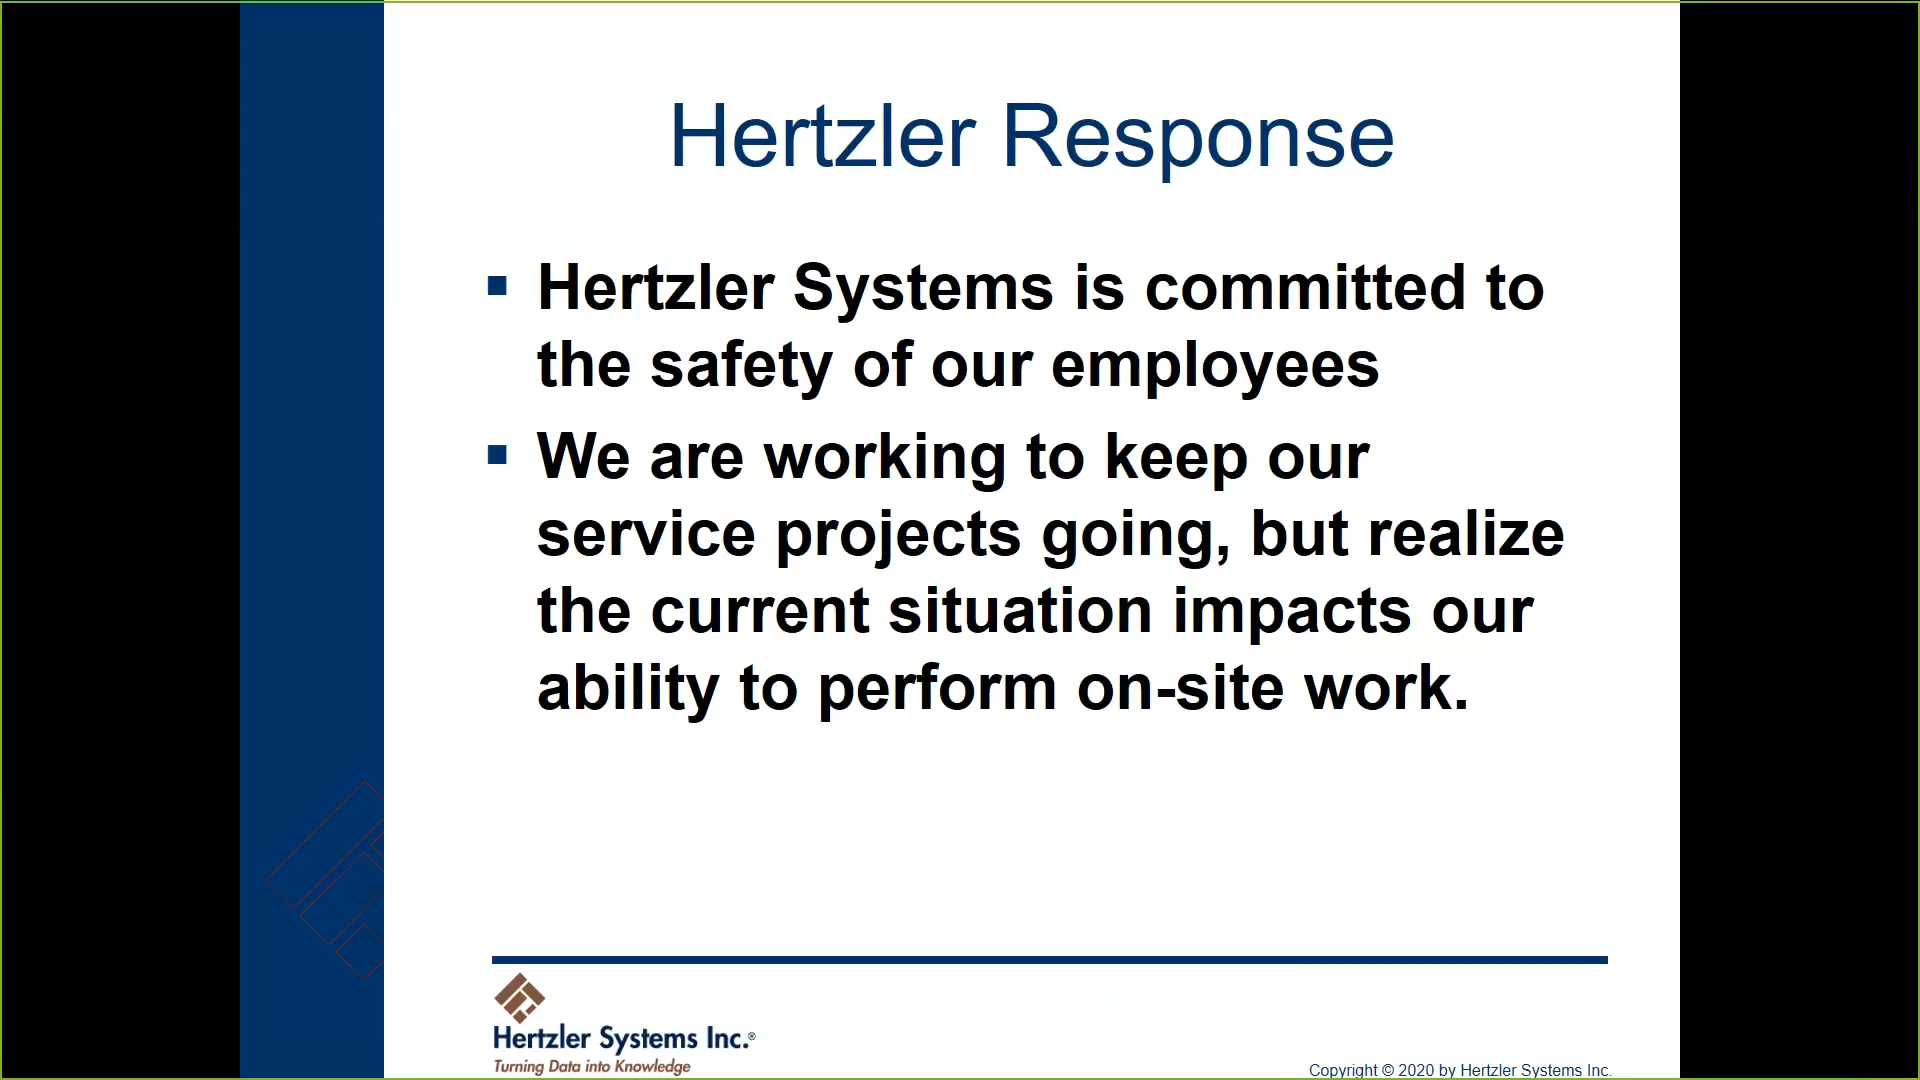 Hertzler Response
Hertzler Systems is committed to
the safety of our employees
We are working to keep our
service projects going, but realize
the current situation impacts our
ability to perform on-site work.
Hertzler Systems Inc.®
Turning Data into Knowledge
Copyright © 2020 by Hertzler Systems Inc.